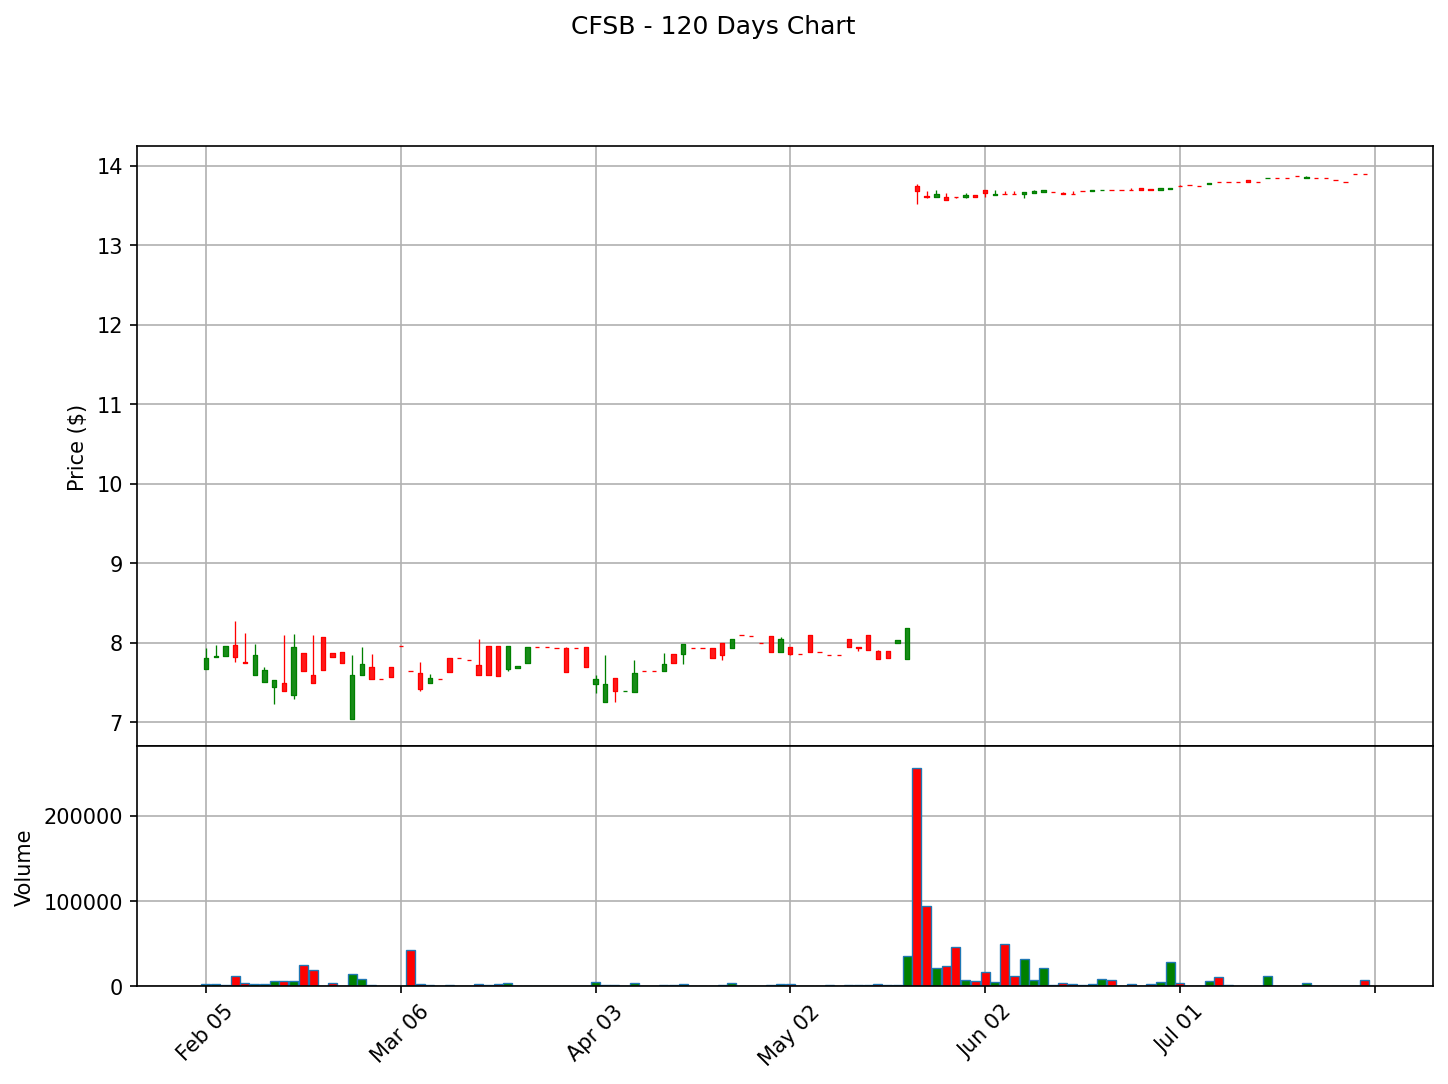 CFSB - 120 Days Chart
14
13
12
11
10
9
8
7
Price ($)
200000
100000
0
Volume
Feb 05
Mar 06
Apr 03
May 02
Jun 02
Jul 01